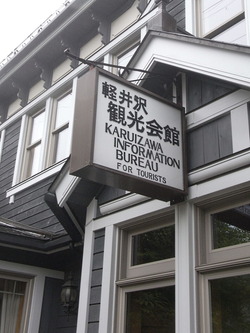 軽井沢
観光会館
KARUIZAWA
INFORMATION
BUREAU
FOR TOURISTS